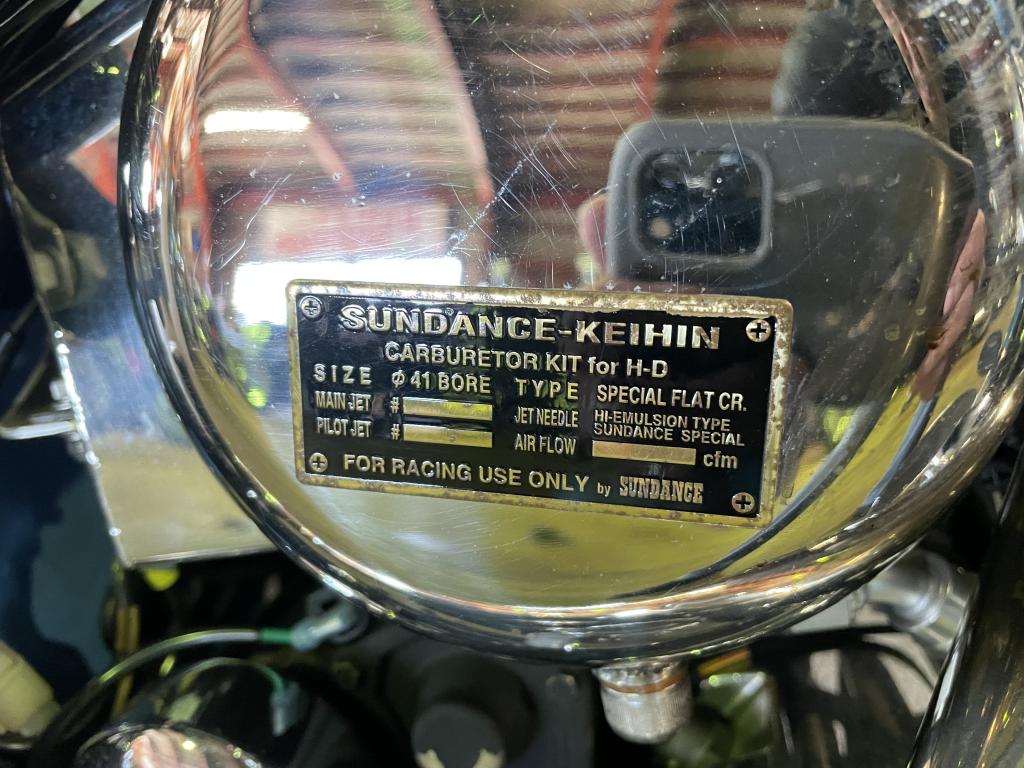 SUNDANCE-KEIHIN
CARBURETOR KIT for H-D
SIZE ϕ 41 BORE TYPE SPECIAL FLAT CR.
MAIN JET # JET NEEDLE HI-EMULSION TYPE
SUNDANCE SPECIAL
PILOT JET # AIR FLOW cfm
FOR RACING USE ONLY by SUNDANCE